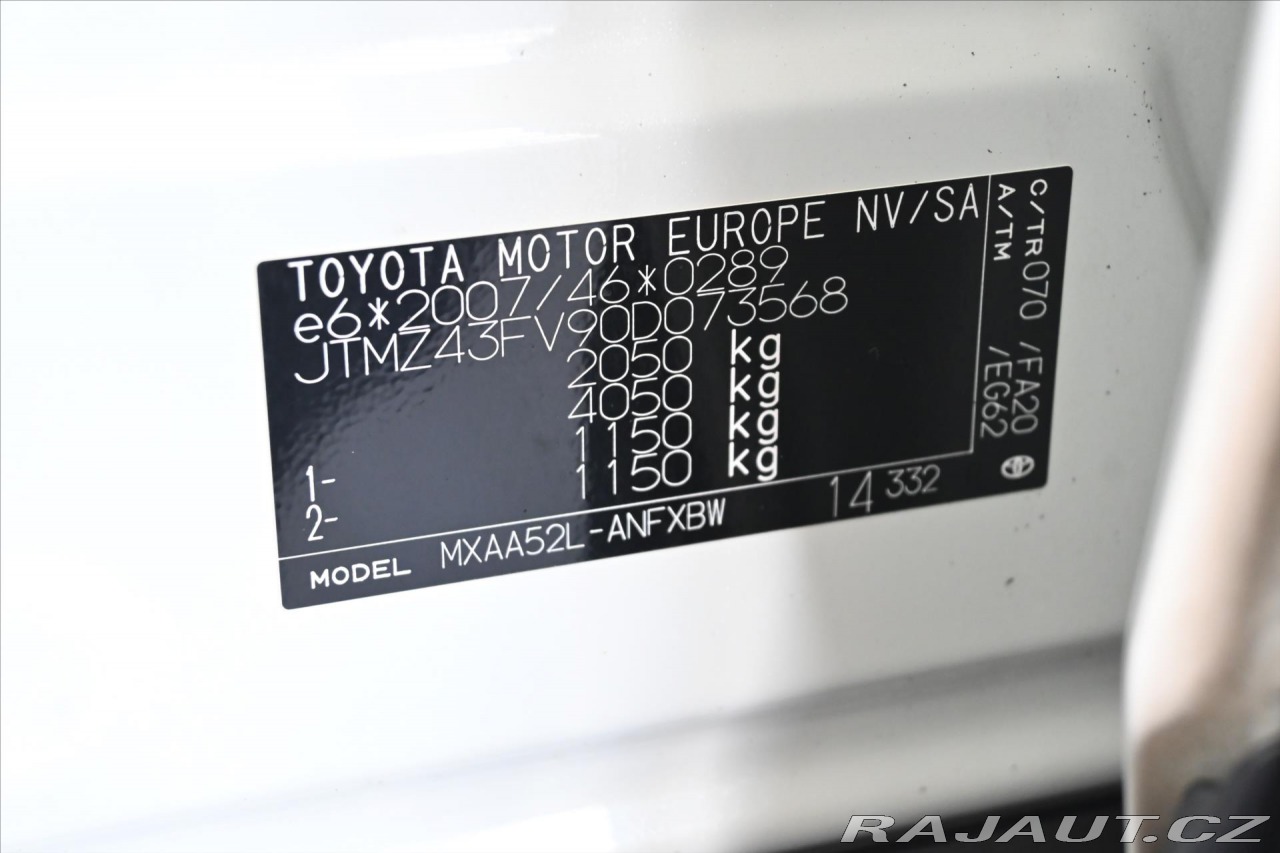 TOYOTA MOTOR EUROPE NV/SA
e6*2007/46*0289
JTMZ43FV90D073568
2050 kg
4050 kg
1- 1150 kg
2- 1150 kg
MODEL MXAA52L-ANFXBW 14 332
C/TR070 /FA20
A/TM /EG62
RAJAUT.CZ